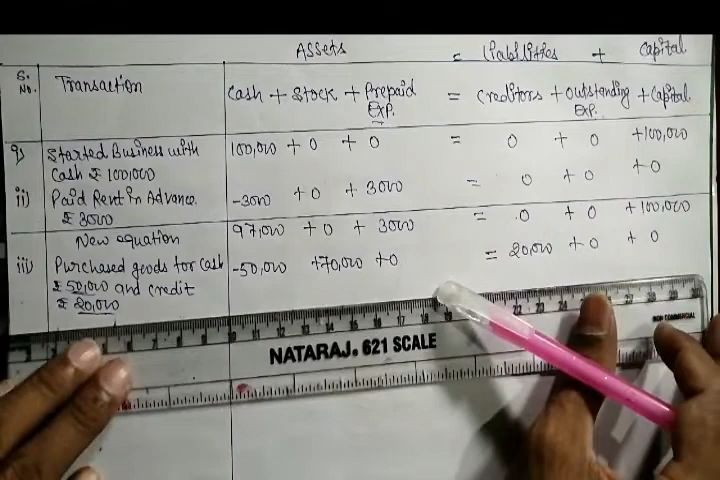 Assets = Liabilities + Capital
S. No. Transaction Cash + Stock + Prepaid Exp. = Creditors + Outstanding Exp. + Capital
i) Started Business with 100,000 + 0 + 0 = 0 + 0 +100,000
Cash ₹ 100000
ii) Paid Rent in Advance -3000 +0 + 3000 = 0 + 0 +0
₹ 3000
New equation 97,000 + 0 + 3000 = 0 + 0 + 100,000
iii) Purchased goods for cash -50,000 +70,000 +0 = 20,000 + 0 + 0
₹ 50,000 and credit
₹ 20,000
NATARAJ. 621 SCALE
NON COMMERCIAL